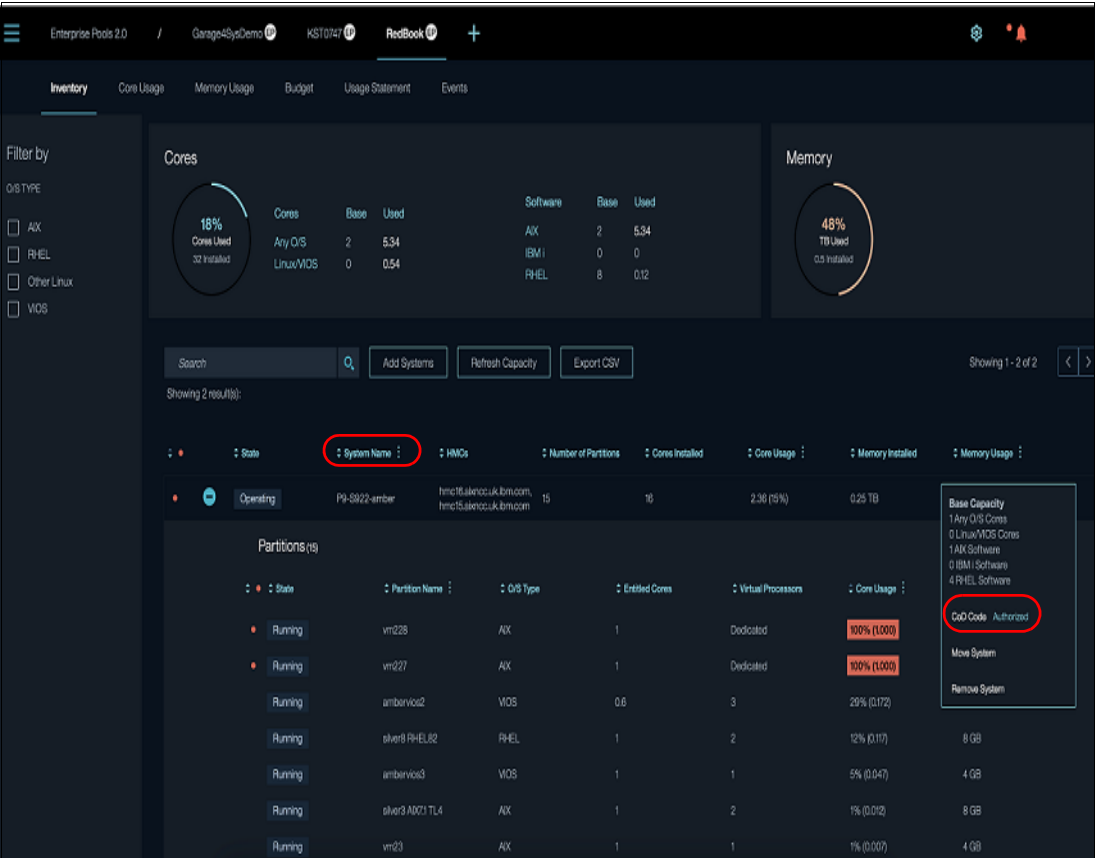 Enterprise Pools 2.0 / Garage4SysDemo EP KST0747 EP RedBook EP +
Inventory Core Usage Memory Usage Budget Usage Statement Events
Filter by
O/S TYPE
AIX
RHEL
Other Linux
VIOS
Cores
18%
Cores Used
32 Installed
Cores Base Used
Any O/S 2 5.34
Linux/VIOS 0 0.54
Software Base Used
AIX 2 5.34
IBM i 0 0
RHEL 8 0.12
Memory
48%
TB Used
0.5 Installed
Search
Add Systems
Refresh Capacity
Export CSV
Showing 1 - 2 of 2
Showing 2 result(s):
State System Name HMCs Number of Partitions Cores Installed Core Usage Memory Installed Memory Usage
Operating P9-S922-amber hmc16.aixncc.uk.ibm.com, 15 16 2.36 (15%) 0.25 TB
hmc15.aixncc.uk.ibm.com
Base Capacity
1 Any O/S Cores
0 Linux/VIOS Cores
1 AIX Software
0 IBM i Software
4 RHEL Software
CoD Code Authorized
Move System
Remove System
Partitions (15)
State Partition Name O/S Type Entitled Cores Virtual Processors Core Usage
Running vm228 AIX 1 Dedicated 100% (1.000)
Running vm227 AIX 1 Dedicated 100% (1.000)
Running ambervios2 VIOS 0.6 3 29% (0.172)
Running silver8 RHEL82 RHEL 1 2 12% (0.117) 8 GB
Running ambervios3 VIOS 1 1 5% (0.047) 4 GB
Running silver3 AIX7.1 TL4 AIX 1 2 1% (0.012) 8 GB
Running vm23 AIX 1 1 1% (0.007) 4 GB